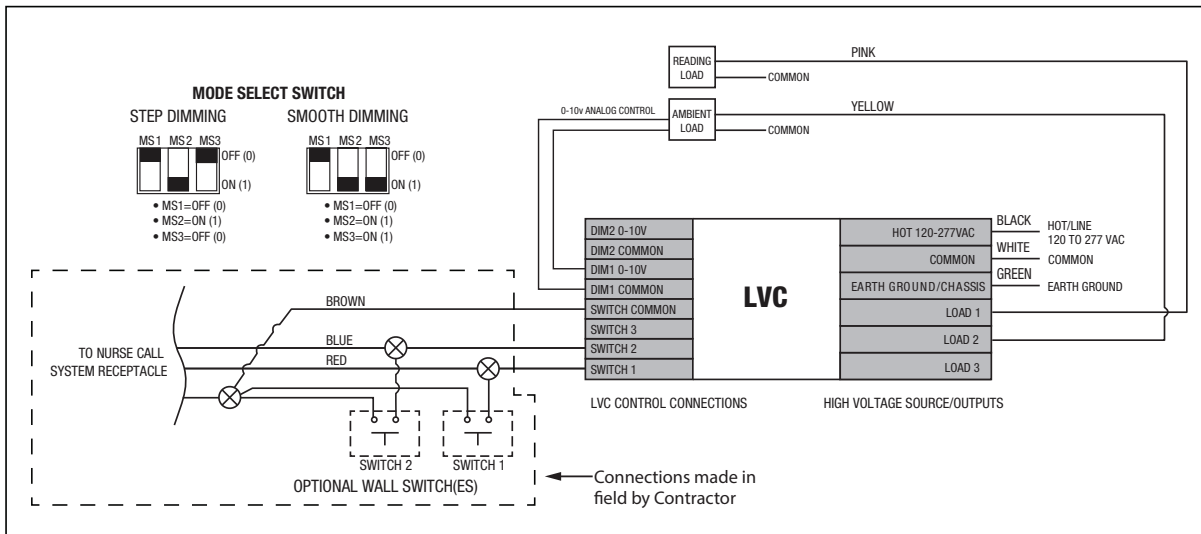 MODE SELECT SWITCH
STEP DIMMING
MS1 MS2 MS3
OFF (0)
ON (1)
• MS1=OFF (0)
• MS2=ON (1)
• MS3=OFF (0)
SMOOTH DIMMING
MS1 MS2 MS3
OFF (0)
ON (1)
• MS1=OFF (0)
• MS2=ON (1)
• MS3=ON (1)
READING
LOAD
PINK
COMMON
0-10v ANALOG CONTROL
AMBIENT
LOAD
YELLOW
COMMON
DIM2 0-10V
DIM2 COMMON
DIM1 0-10V
DIM1 COMMON
SWITCH COMMON
SWITCH 3
SWITCH 2
SWITCH 1
LVC
HOT 120-277VAC
COMMON
EARTH GROUND/CHASSIS
LOAD 1
LOAD 2
LOAD 3
BLACK
HOT/LINE
120 TO 277 VAC
WHITE
COMMON
GREEN
EARTH GROUND
LVC CONTROL CONNECTIONS
HIGH VOLTAGE SOURCE/OUTPUTS
BROWN
BLUE
RED
TO NURSE CALL
SYSTEM RECEPTACLE
SWITCH 2
SWITCH 1
OPTIONAL WALL SWITCH(ES)
Connections made in
field by Contractor